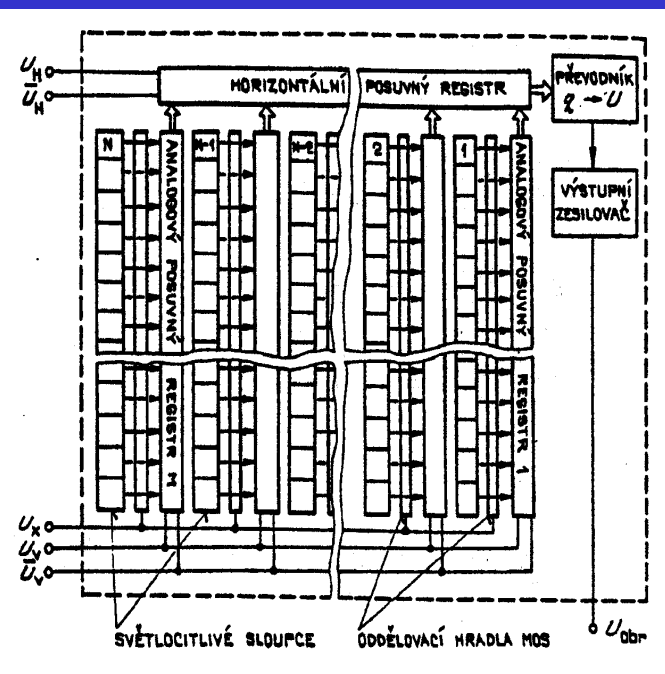 U_H
HORIZONTÁLNÍ POSUVNÝ REGISTR
PŘEVODNÍK
q → U
Ū_H
N
ANALOGOVÝ POSUVNÝ REGISTR M
N-1
N-2
2
1
ANALOGOVÝ POSUVNÝ REGISTR 1
VÝSTUPNÍ
ZESILOVAČ
U_X
U_V
Ū_V
SVĚTLOCITLIVÉ SLOUPCE
ODDĚLOVACÍ HRADLA MOS
U_obr